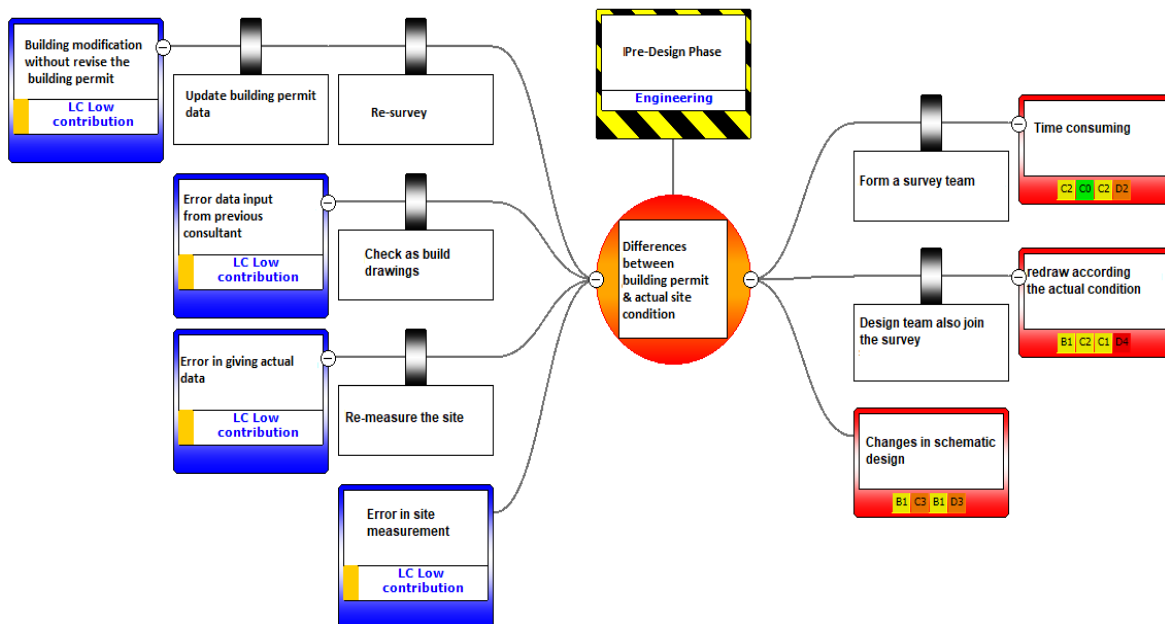 Building modification
without revise the
building permit
LC Low
contribution
Update building permit
data
Re-survey
IPre-Design Phase
Engineering
Form a survey team
Time consuming
C2 C0 C2 D2
Error data input
from previous
consultant
LC Low
contribution
Check as build
drawings
Differences
between
building permit
& actual site
condition
Design team also join
the survey
redraw according
the actual condition
B1 C2 C1 D4
Error in giving actual
data
LC Low
contribution
Re-measure the site
Changes in schematic
design
B1 C3 B1 D3
Error in site
measurement
LC Low
contribution